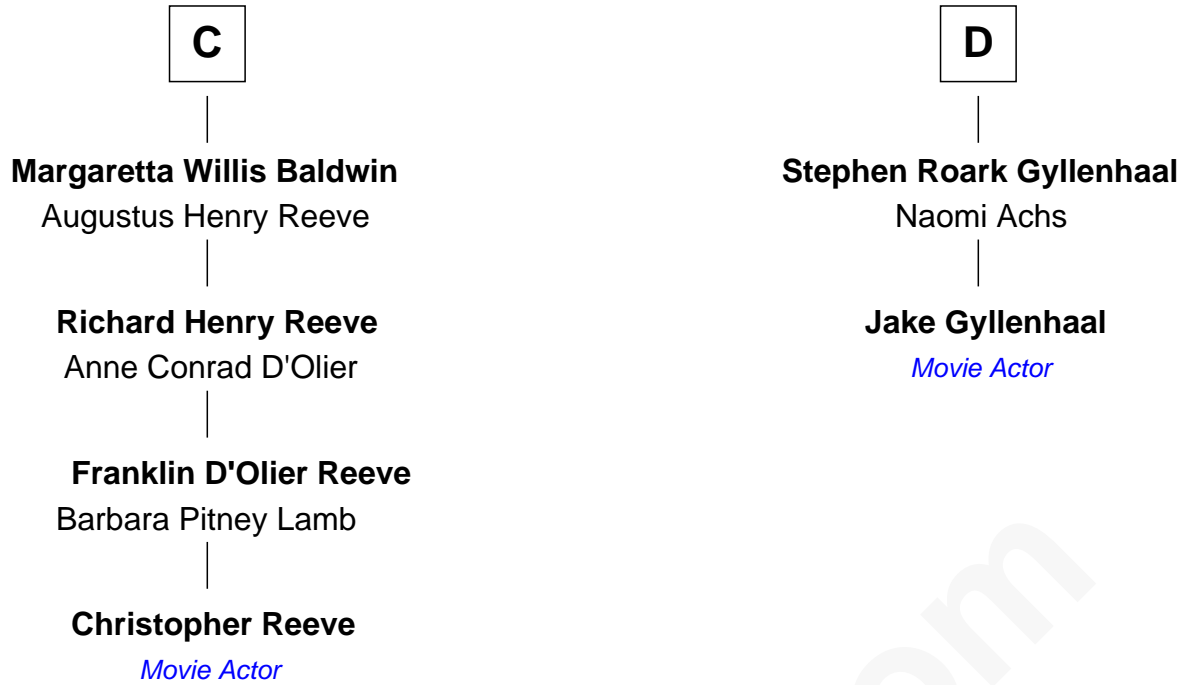 C
Margaretta Willis Baldwin
Augustus Henry Reeve
Richard Henry Reeve
Anne Conrad D'Olier
Franklin D'Olier Reeve
Barbara Pitney Lamb
Christopher Reeve
Movie Actor
D
Stephen Roark Gyllenhaal
Naomi Achs
Jake Gyllenhaal
Movie Actor
om